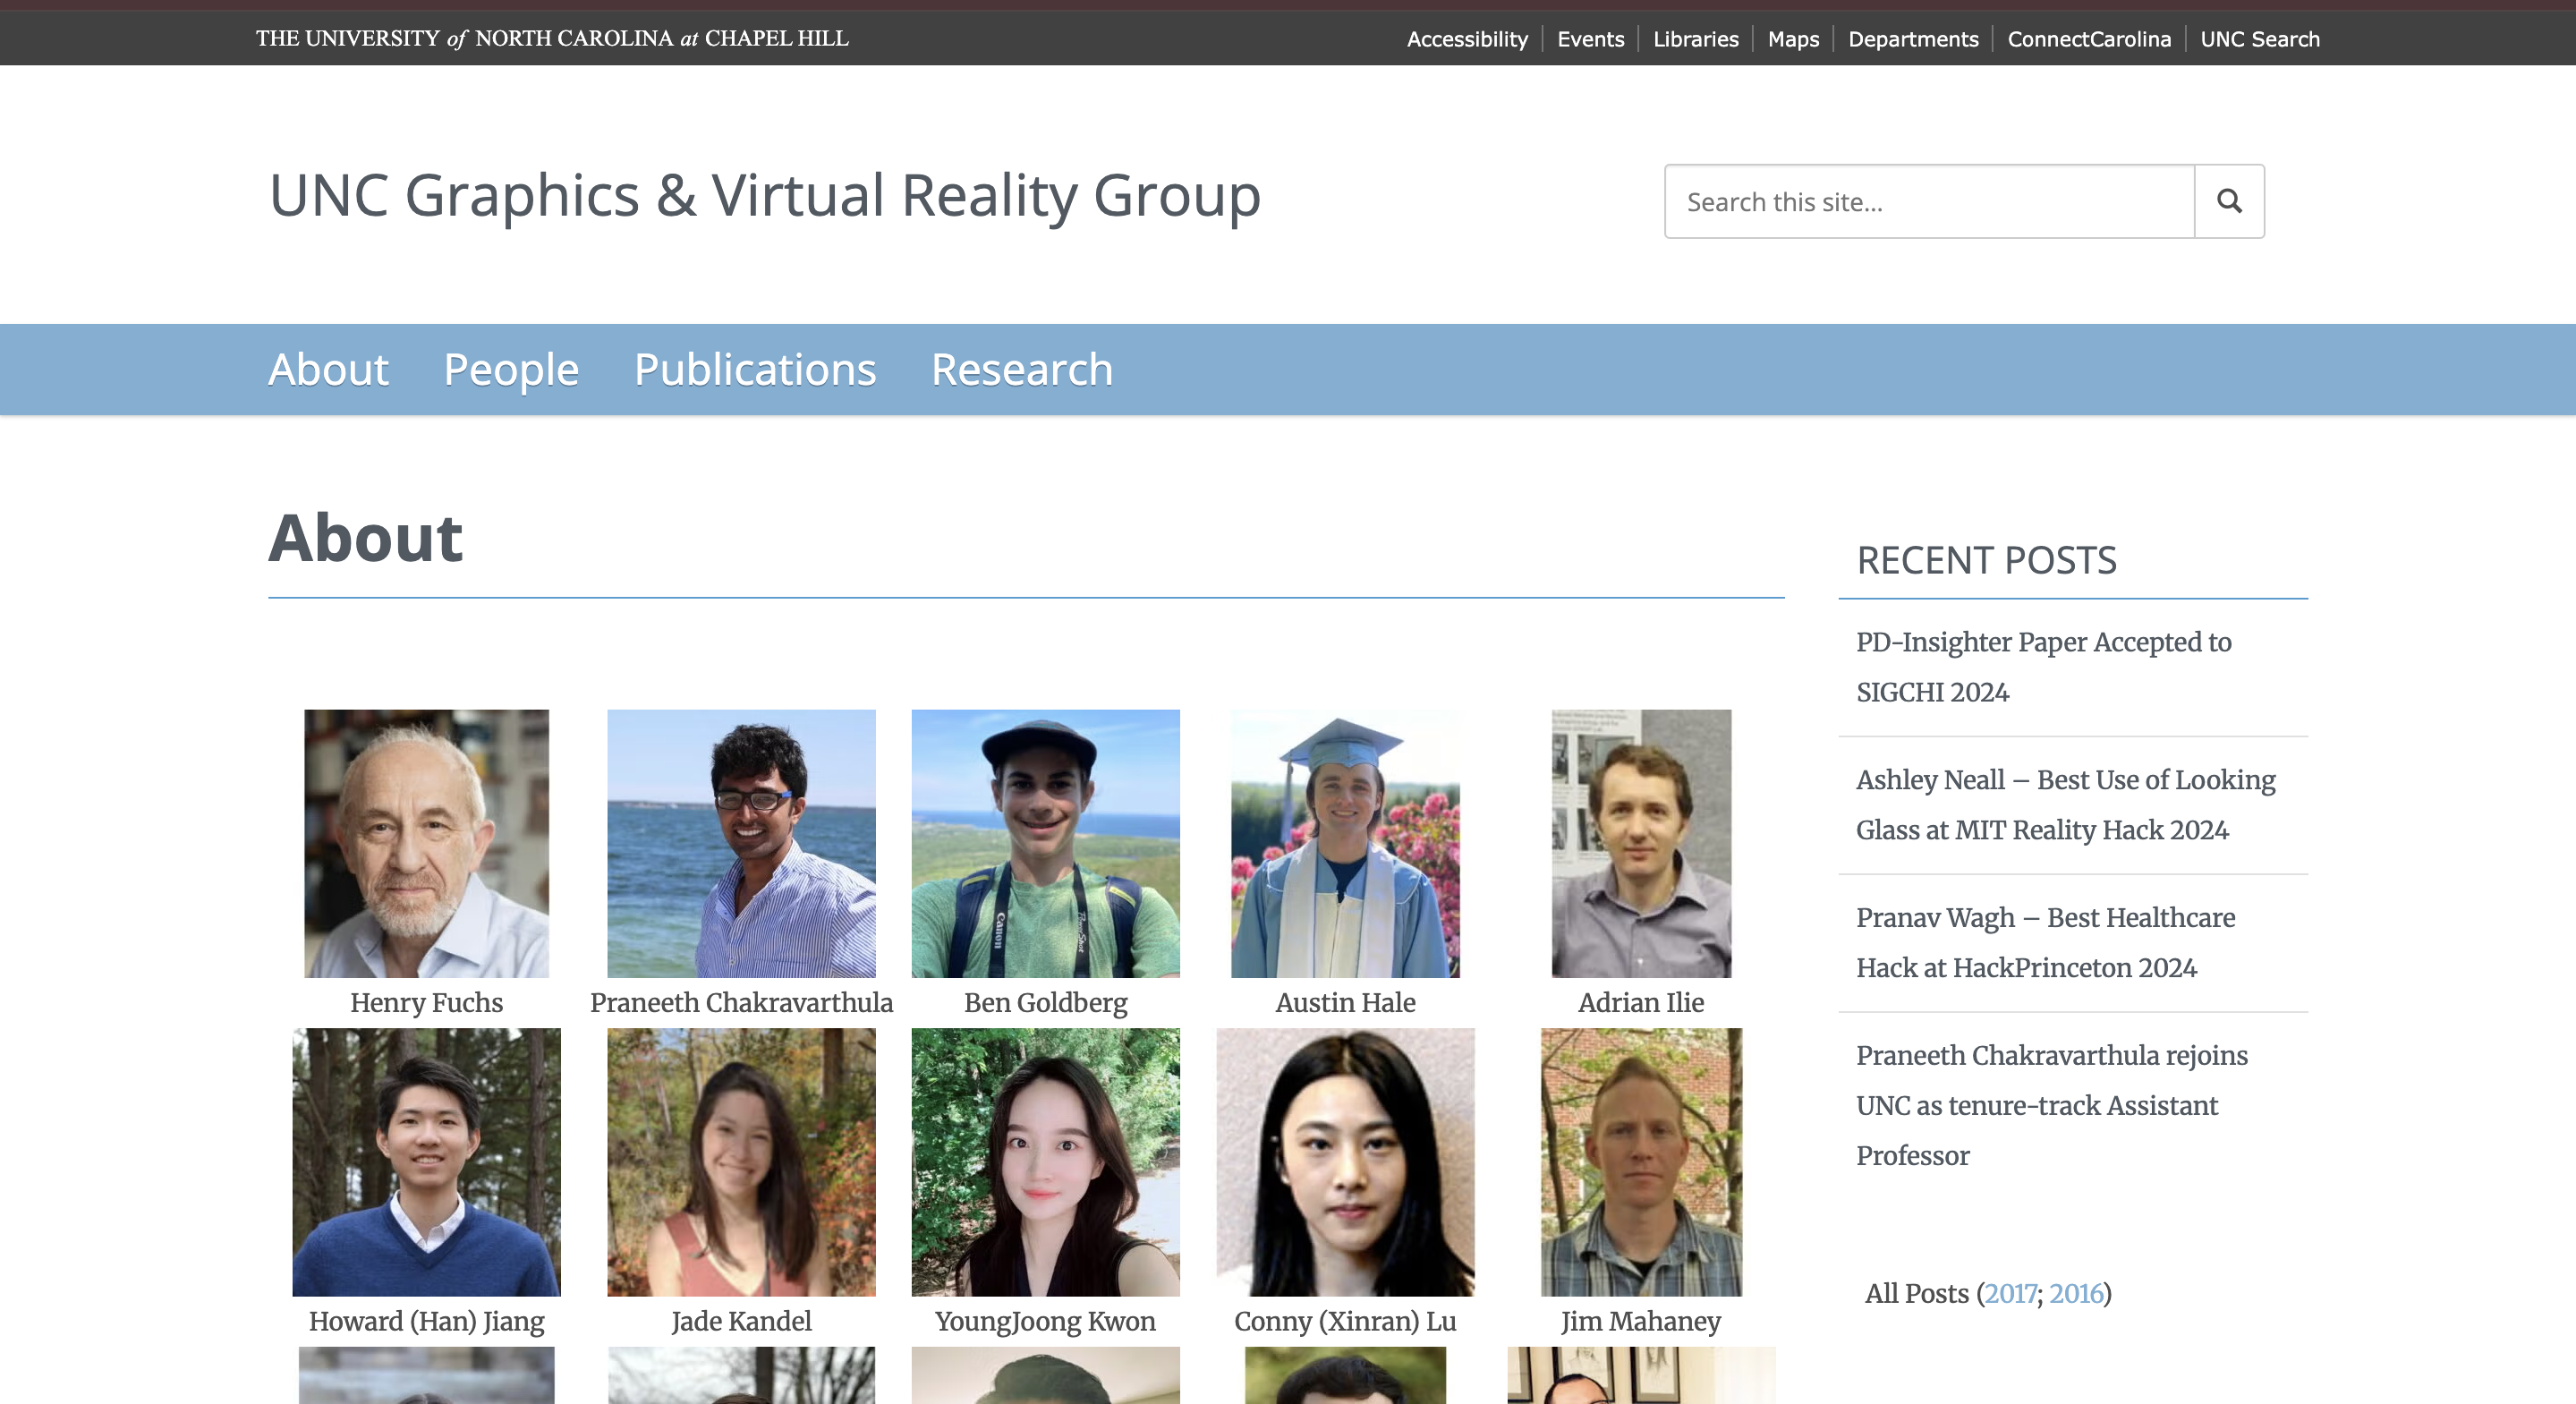 THE UNIVERSITY of NORTH CAROLINA at CHAPEL HILL
Accessibility Events Libraries Maps Departments ConnectCarolina UNC Search
UNC Graphics & Virtual Reality Group
Search this site...
About People Publications Research
About
Canon
PowerShot
Henry Fuchs
Praneeth Chakravarthula
Ben Goldberg
Austin Hale
Adrian Ilie
Howard (Han) Jiang
Jade Kandel
YoungJoong Kwon
Conny (Xinran) Lu
Jim Mahaney
RECENT POSTS
PD-Insighter Paper Accepted to
SIGCHI 2024
Ashley Neall – Best Use of Looking
Glass at MIT Reality Hack 2024
Pranav Wagh – Best Healthcare
Hack at HackPrinceton 2024
Praneeth Chakravarthula rejoins
UNC as tenure-track Assistant
Professor
All Posts (2017; 2016)